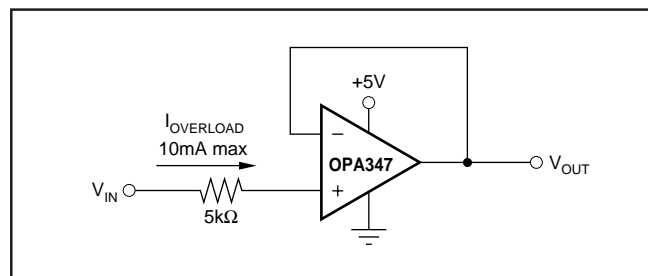 +5V
I_OVERLOAD
10mA max
−
OPA347
V_OUT
V_IN
+
5kΩ